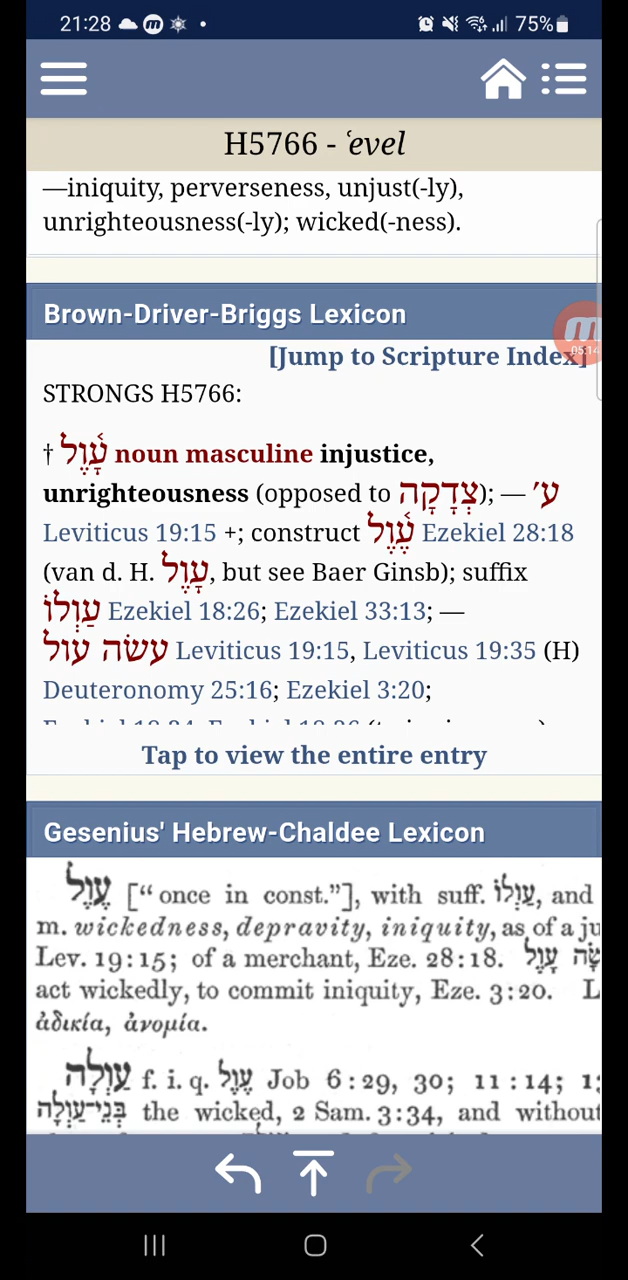 21:28 75%
H5766 - ʿevel
—iniquity, perverseness, unjust(-ly),
unrighteousness(-ly); wicked(-ness).
Brown-Driver-Briggs Lexicon
05:14
[Jump to Scripture Index]
STRONGS H5766:
† עָ֫וֶל noun masculine injustice,
unrighteousness (opposed to צְדָקָה); — ע׳
Leviticus 19:15 +; construct עֶ֫וֶל Ezekiel 28:18
(van d. H. עָוֶל, but see Baer Ginsb); suffix
עַוְלוֺ Ezekiel 18:26; Ezekiel 33:13; —
עשׂה עול Leviticus 19:15, Leviticus 19:35 (H)
Deuteronomy 25:16; Ezekiel 3:20;
Tap to view the entire entry
Gesenius' Hebrew-Chaldee Lexicon
עֶוֶל [“once in const.”], with suff. עַוְלוֹ, and
m. wickedness, depravity, iniquity, as of a ju
Lev. 19:15; of a merchant, Eze. 28:18. עָוֶל
act wickedly, to commit iniquity, Eze. 3:20. L
ἀδικία, ἀνομία.
עַוְלָה f. i. q. עָוֶל Job 6:29, 30; 11:14; 1
בְּנֵי־עַוְלָה the wicked, 2 Sam. 3:34, and without